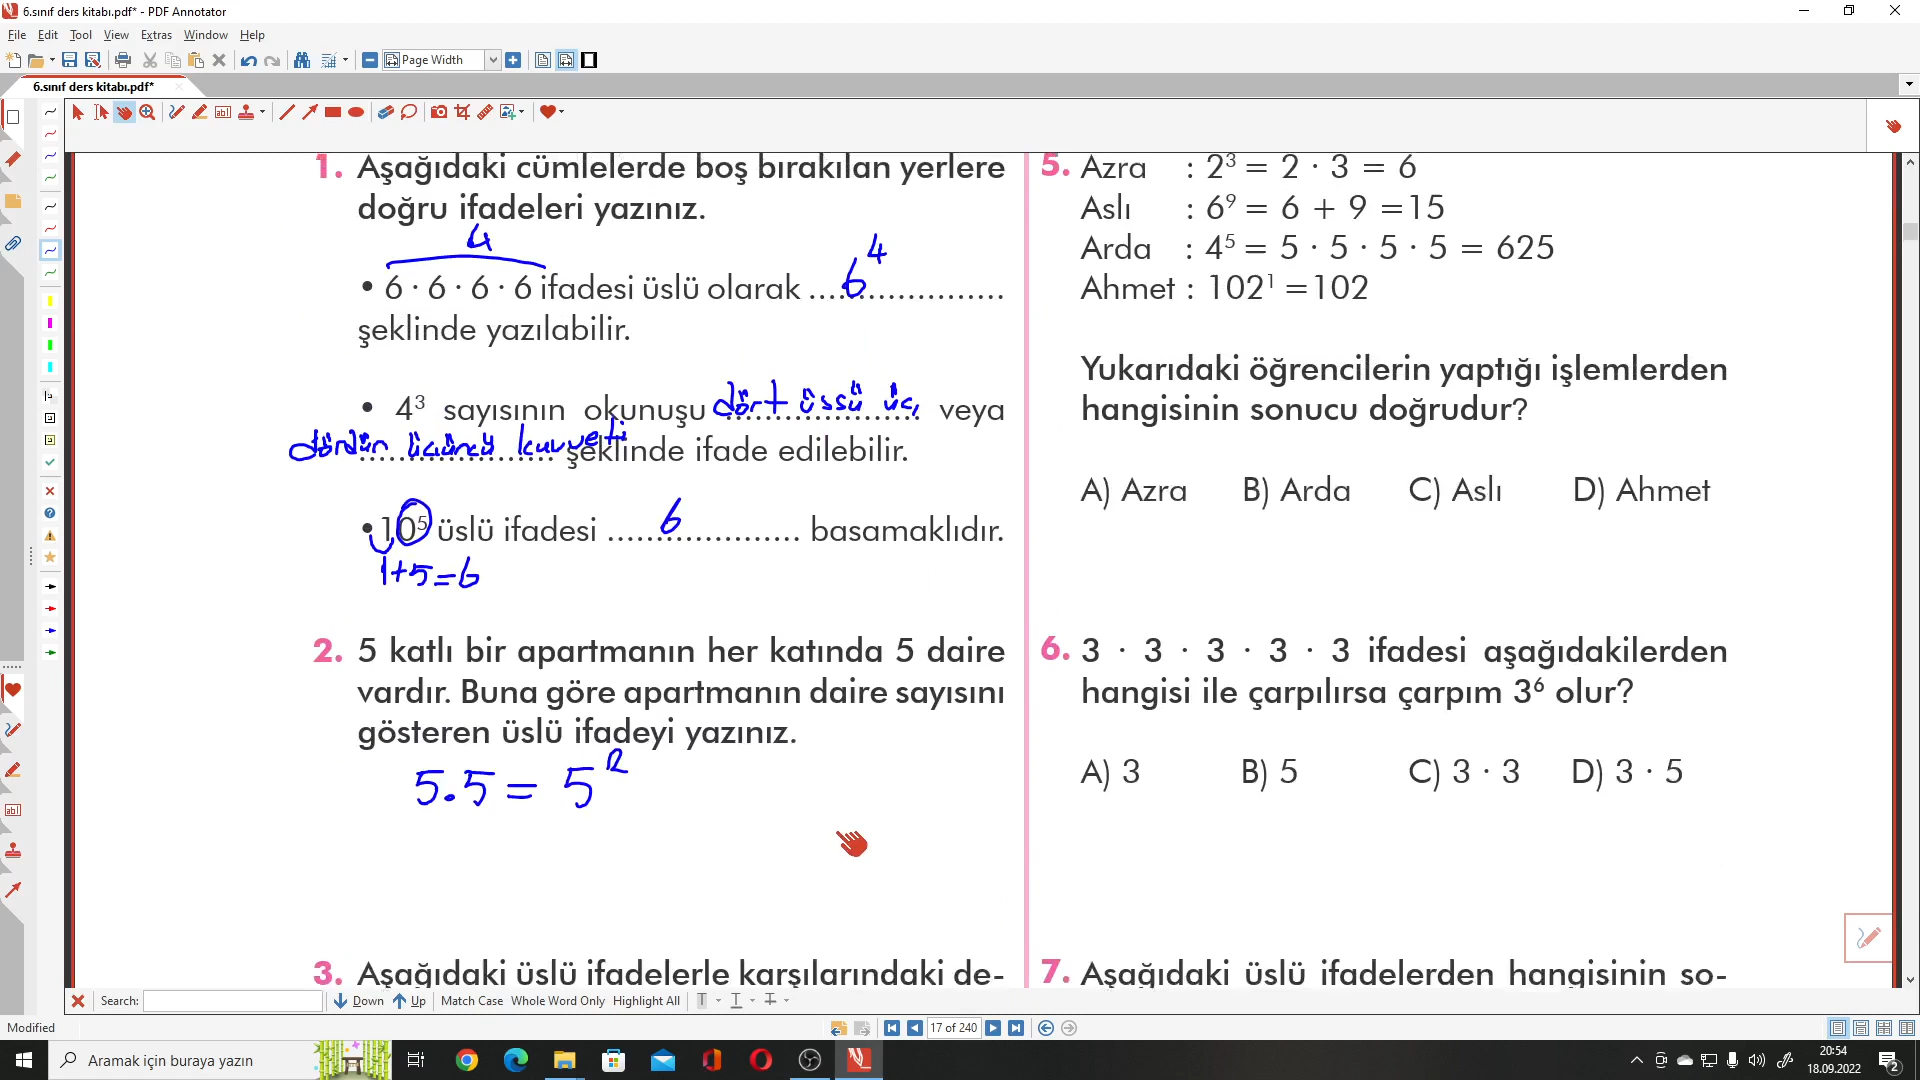 6.sınıf ders kitabı.pdf* - PDF Annotator
File Edit Tool View Extras Window Help
Page Width
6.sınıf ders kitabı.pdf*
1. Aşağıdaki cümlelerde boş bırakılan yerlere
doğru ifadeleri yazınız.
4
• 6 · 6 · 6 · 6 ifadesi üslü olarak .................... 6⁴
şeklinde yazılabilir.
• 4³ sayısının okunuşu dört üssü üç veya
dördün üçüncü kuvveti şeklinde ifade edilebilir.
• 10⁵ üslü ifadesi .................... 6 basamaklıdır.
1+5=6
2. 5 katlı bir apartmanın her katında 5 daire
vardır. Buna göre apartmanın daire sayısını
gösteren üslü ifadeyi yazınız.
5.5 = 5²
3. Aşağıdaki üslü ifadelerle karşılarındaki de-
5. Azra : 2³ = 2 · 3 = 6
Aslı : 6⁹ = 6 + 9 =15
Arda : 4⁵ = 5 · 5 · 5 · 5 = 625
Ahmet : 102¹ =102
Yukarıdaki öğrencilerin yaptığı işlemlerden
hangisinin sonucu doğrudur?
A) Azra B) Arda C) Aslı D) Ahmet
6. 3 · 3 · 3 · 3 · 3 ifadesi aşağıdakilerden
hangisi ile çarpılırsa çarpım 3⁶ olur?
A) 3 B) 5 C) 3 · 3 D) 3 · 5
7. Aşağıdaki üslü ifadelerden hangisinin so-
Search: Down Up Match Case Whole Word Only Highlight All
Modified
17 of 240
Aramak için buraya yazın
20:54
18.09.2022
2